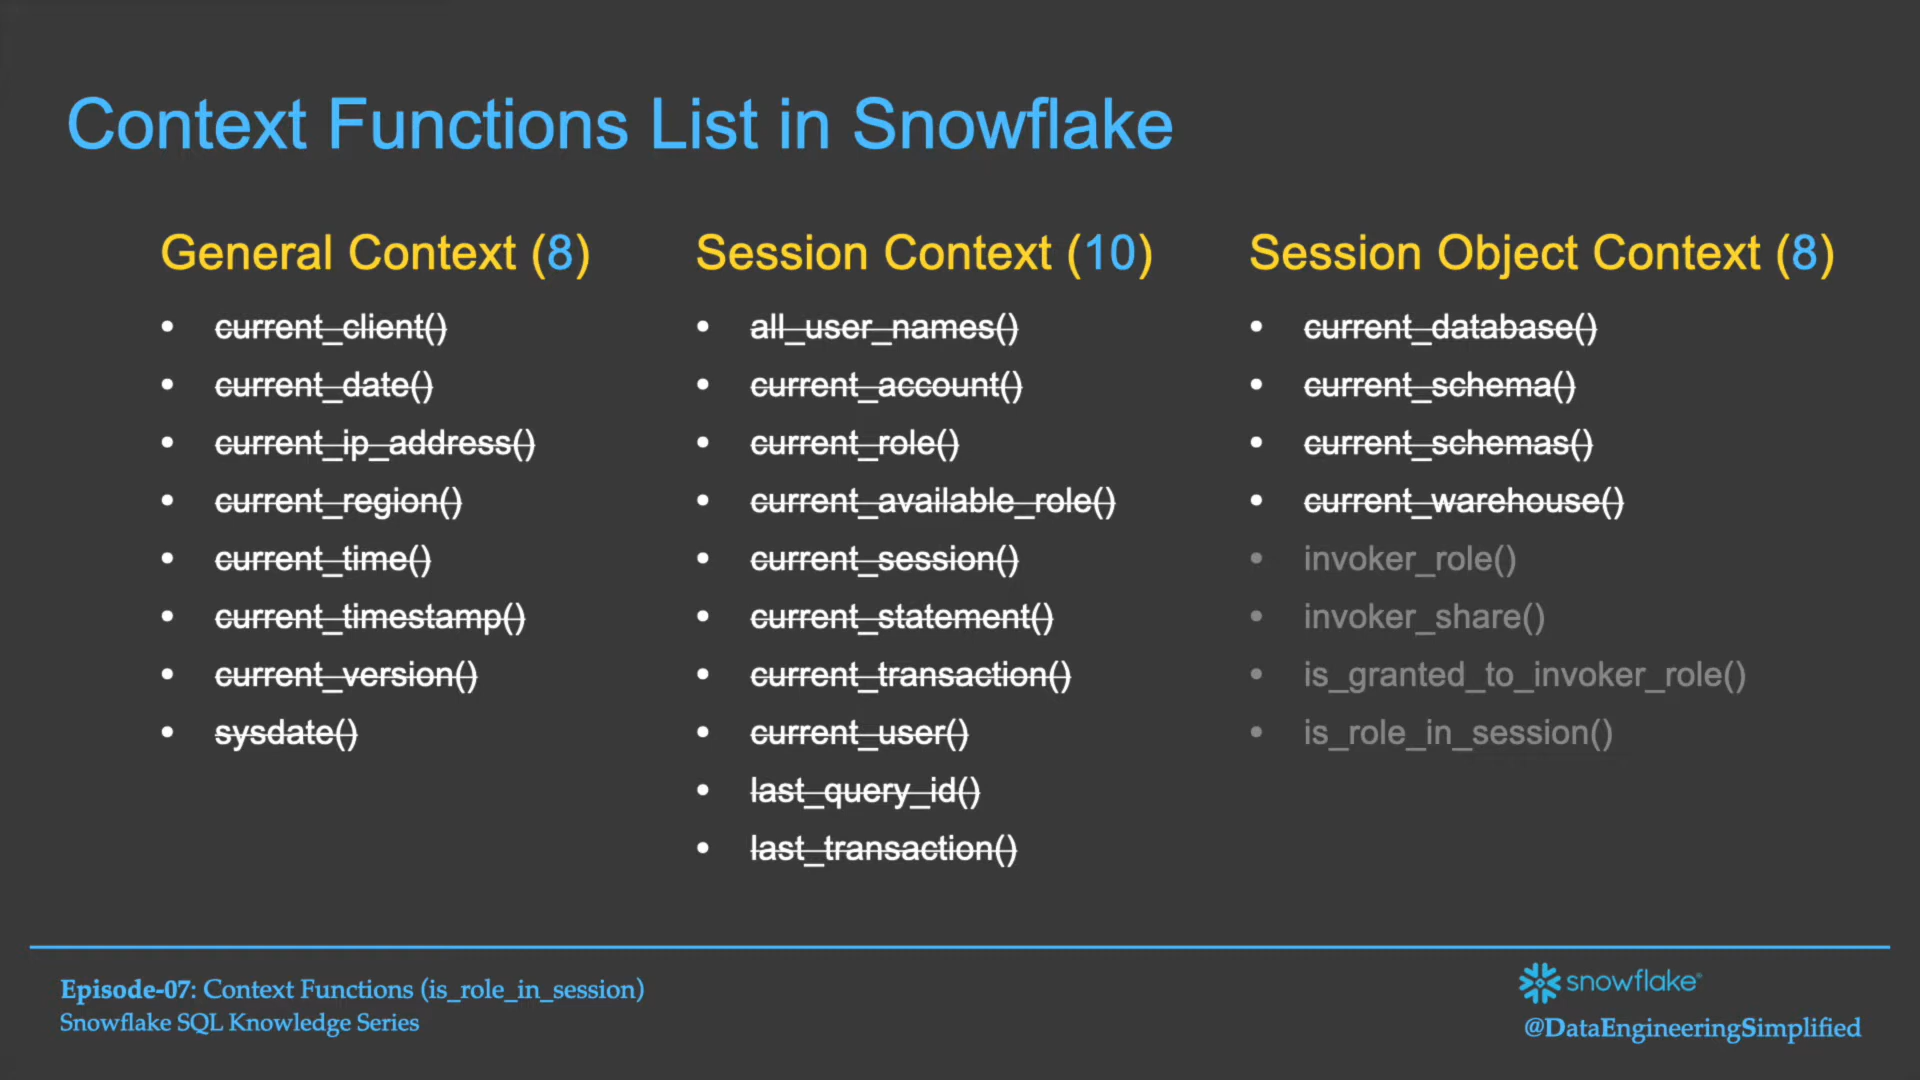 Context Functions List in Snowflake
General Context (8)
• current_client()
• current_date()
• current_ip_address()
• current_region()
• current_time()
• current_timestamp()
• current_version()
• sysdate()
Session Context (10)
• all_user_names()
• current_account()
• current_role()
• current_available_role()
• current_session()
• current_statement()
• current_transaction()
• current_user()
• last_query_id()
• last_transaction()
Session Object Context (8)
• current_database()
• current_schema()
• current_schemas()
• current_warehouse()
• invoker_role()
• invoker_share()
• is_granted_to_invoker_role()
• is_role_in_session()
Episode-07: Context Functions (is_role_in_session)
Snowflake SQL Knowledge Series
snowflake®
@DataEngineeringSimplified